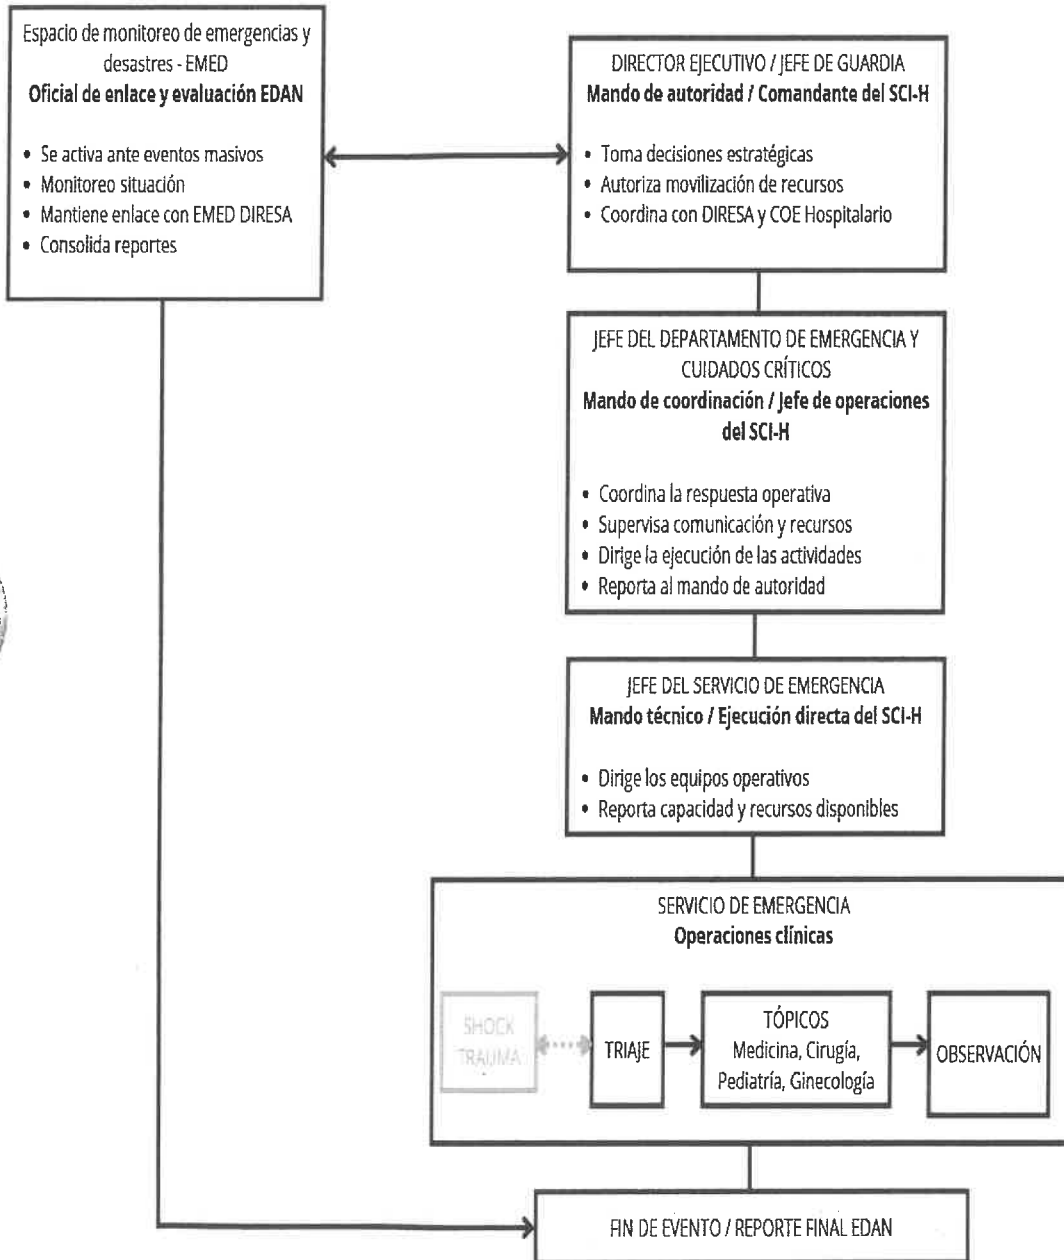 Espacio de monitoreo de emergencias y
desastres - EMED
Oficial de enlace y evaluación EDAN
• Se activa ante eventos masivos
• Monitoreo situación
• Mantiene enlace con EMED DIRESA
• Consolida reportes
DIRECTOR EJECUTIVO / JEFE DE GUARDIA
Mando de autoridad / Comandante del SCI-H
• Toma decisiones estratégicas
• Autoriza movilización de recursos
• Coordina con DIRESA y COE Hospitalario
JEFE DEL DEPARTAMENTO DE EMERGENCIA Y
CUIDADOS CRÍTICOS
Mando de coordinación / Jefe de operaciones
del SCI-H
• Coordina la respuesta operativa
• Supervisa comunicación y recursos
• Dirige la ejecución de las actividades
• Reporta al mando de autoridad
JEFE DEL SERVICIO DE EMERGENCIA
Mando técnico / Ejecución directa del SCI-H
• Dirige los equipos operativos
• Reporta capacidad y recursos disponibles
SERVICIO DE EMERGENCIA
Operaciones clínicas
SHOCK
TRAUMA
TRIAJE
TÓPICOS
Medicina, Cirugía,
Pediatría, Ginecología
OBSERVACIÓN
FIN DE EVENTO / REPORTE FINAL EDAN